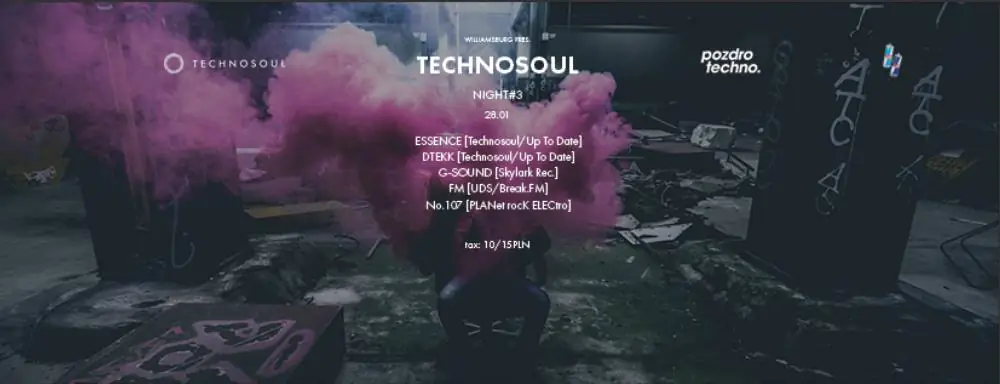 WILLIAMSBURG PRES.
TECHNOSOUL
TECHNOSOUL
pozdro
techno.
NIGHT#3
28.01
ESSENCE [Technosoul/Up To Date]
DTEKK [Technosoul/Up To Date]
G-SOUND [Skylark Rec.]
FM [UDS/Break.FM]
No.107 [PLANet rocK ELECtro]
tax: 10/15PLN